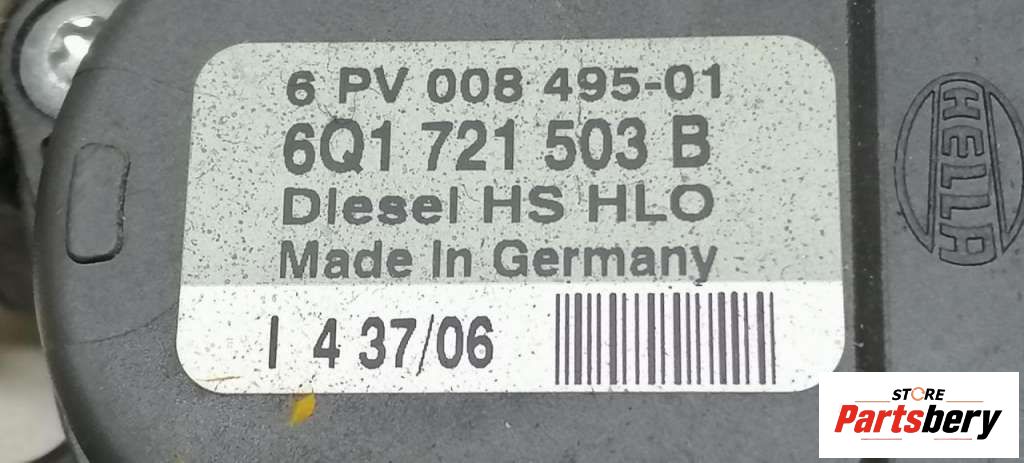 6 PV 008 495-01
6Q1 721 503 B
Diesel HS HLO
Made In Germany
I 4 37/06
HELLA
STORE
Partsbery